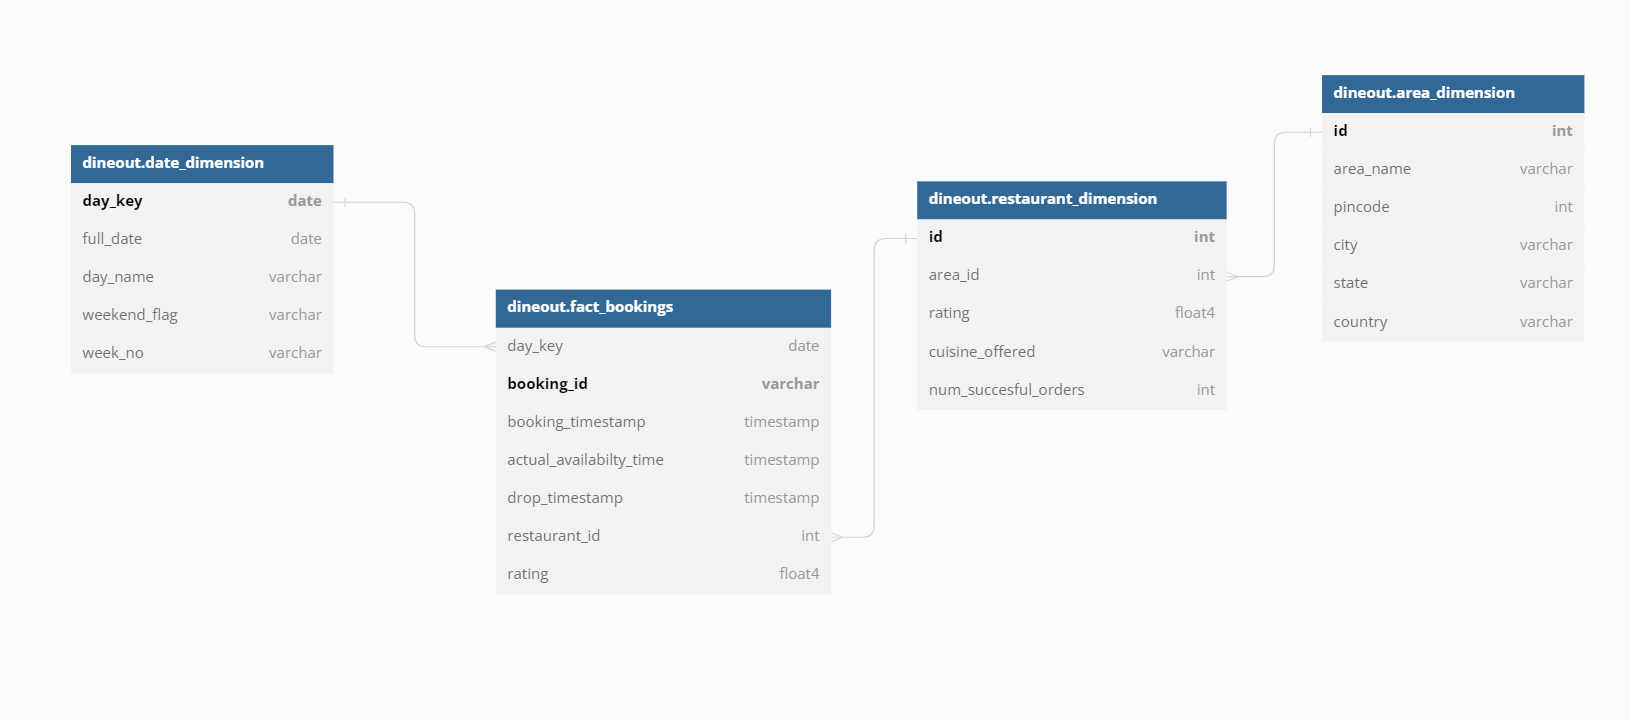 dineout.date_dimension
day_key date
full_date date
day_name varchar
weekend_flag varchar
week_no varchar
dineout.fact_bookings
day_key date
booking_id varchar
booking_timestamp timestamp
actual_availabilty_time timestamp
drop_timestamp timestamp
restaurant_id int
rating float4
dineout.restaurant_dimension
id int
area_id int
rating float4
cuisine_offered varchar
num_succesful_orders int
dineout.area_dimension
id int
area_name varchar
pincode int
city varchar
state varchar
country varchar